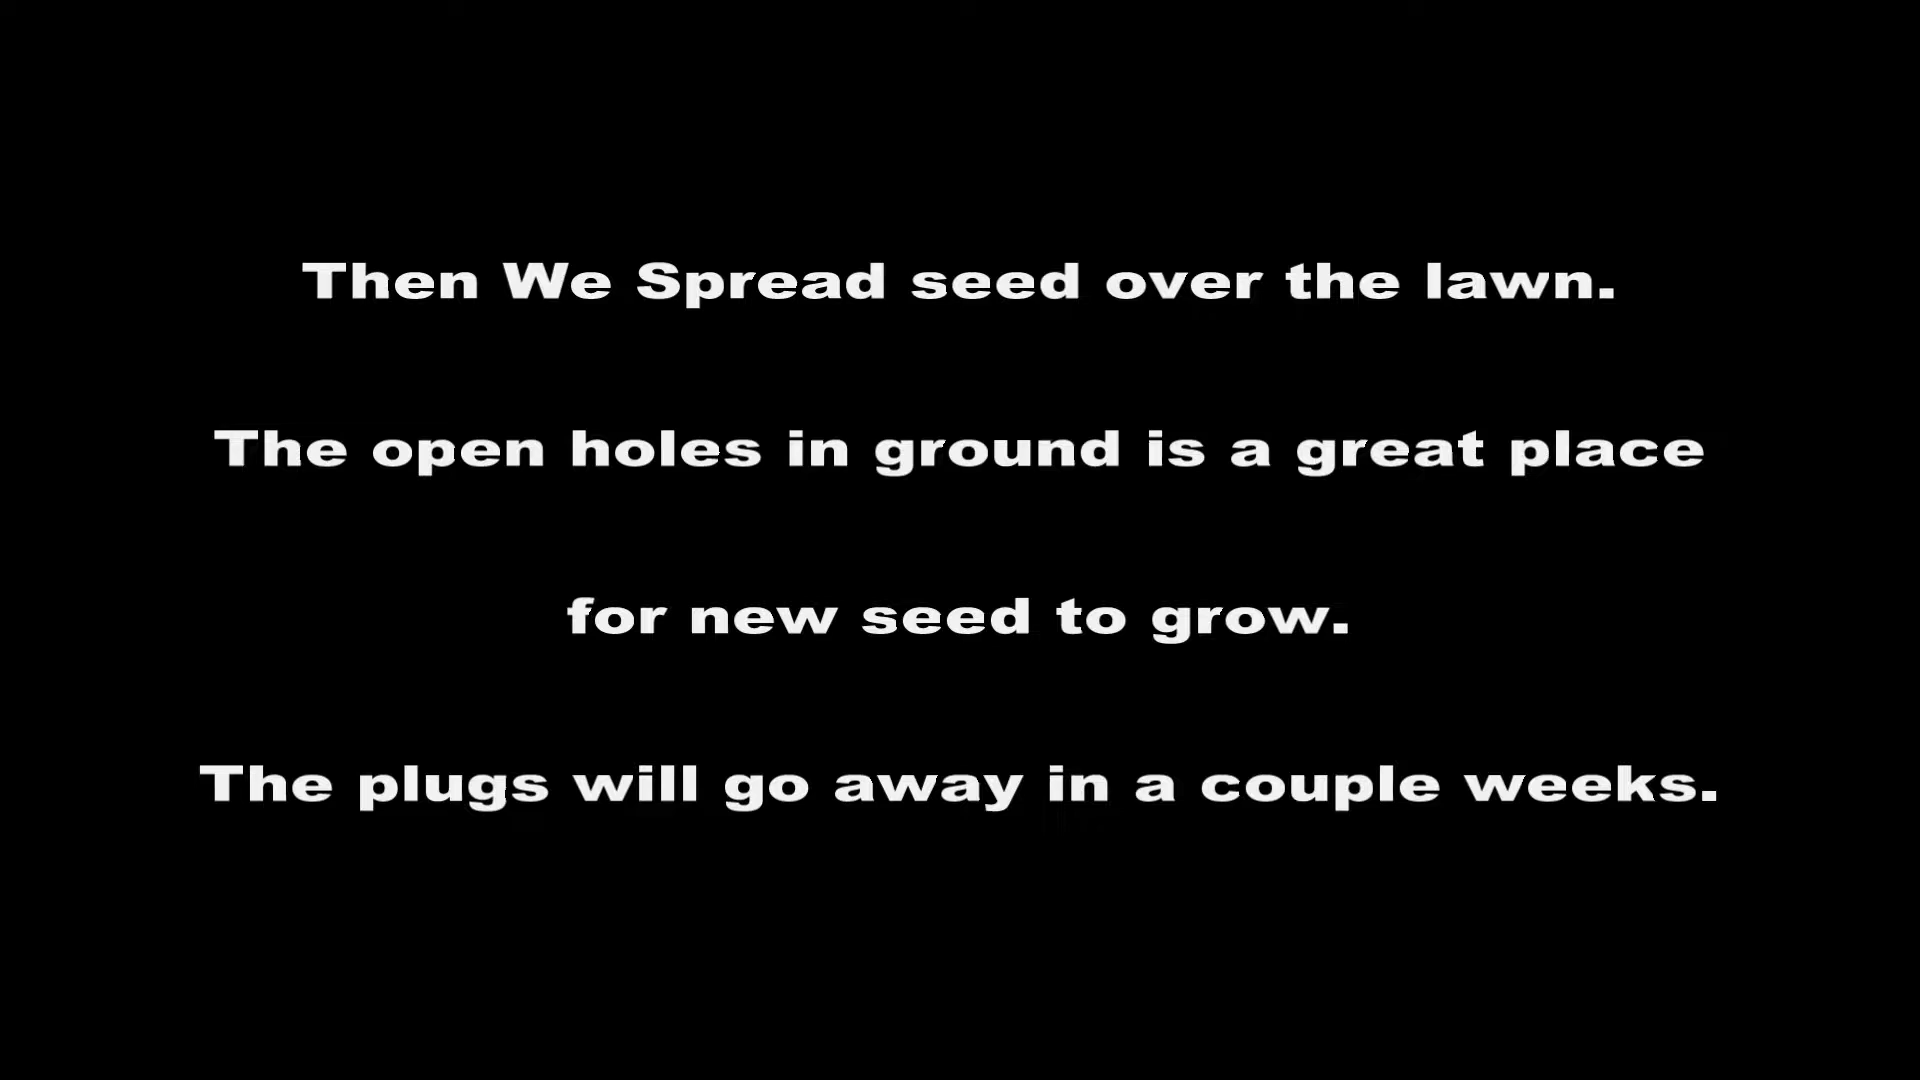 Then We Spread seed over the lawn.
The open holes in ground is a great place
for new seed to grow.
The plugs will go away in a couple weeks.